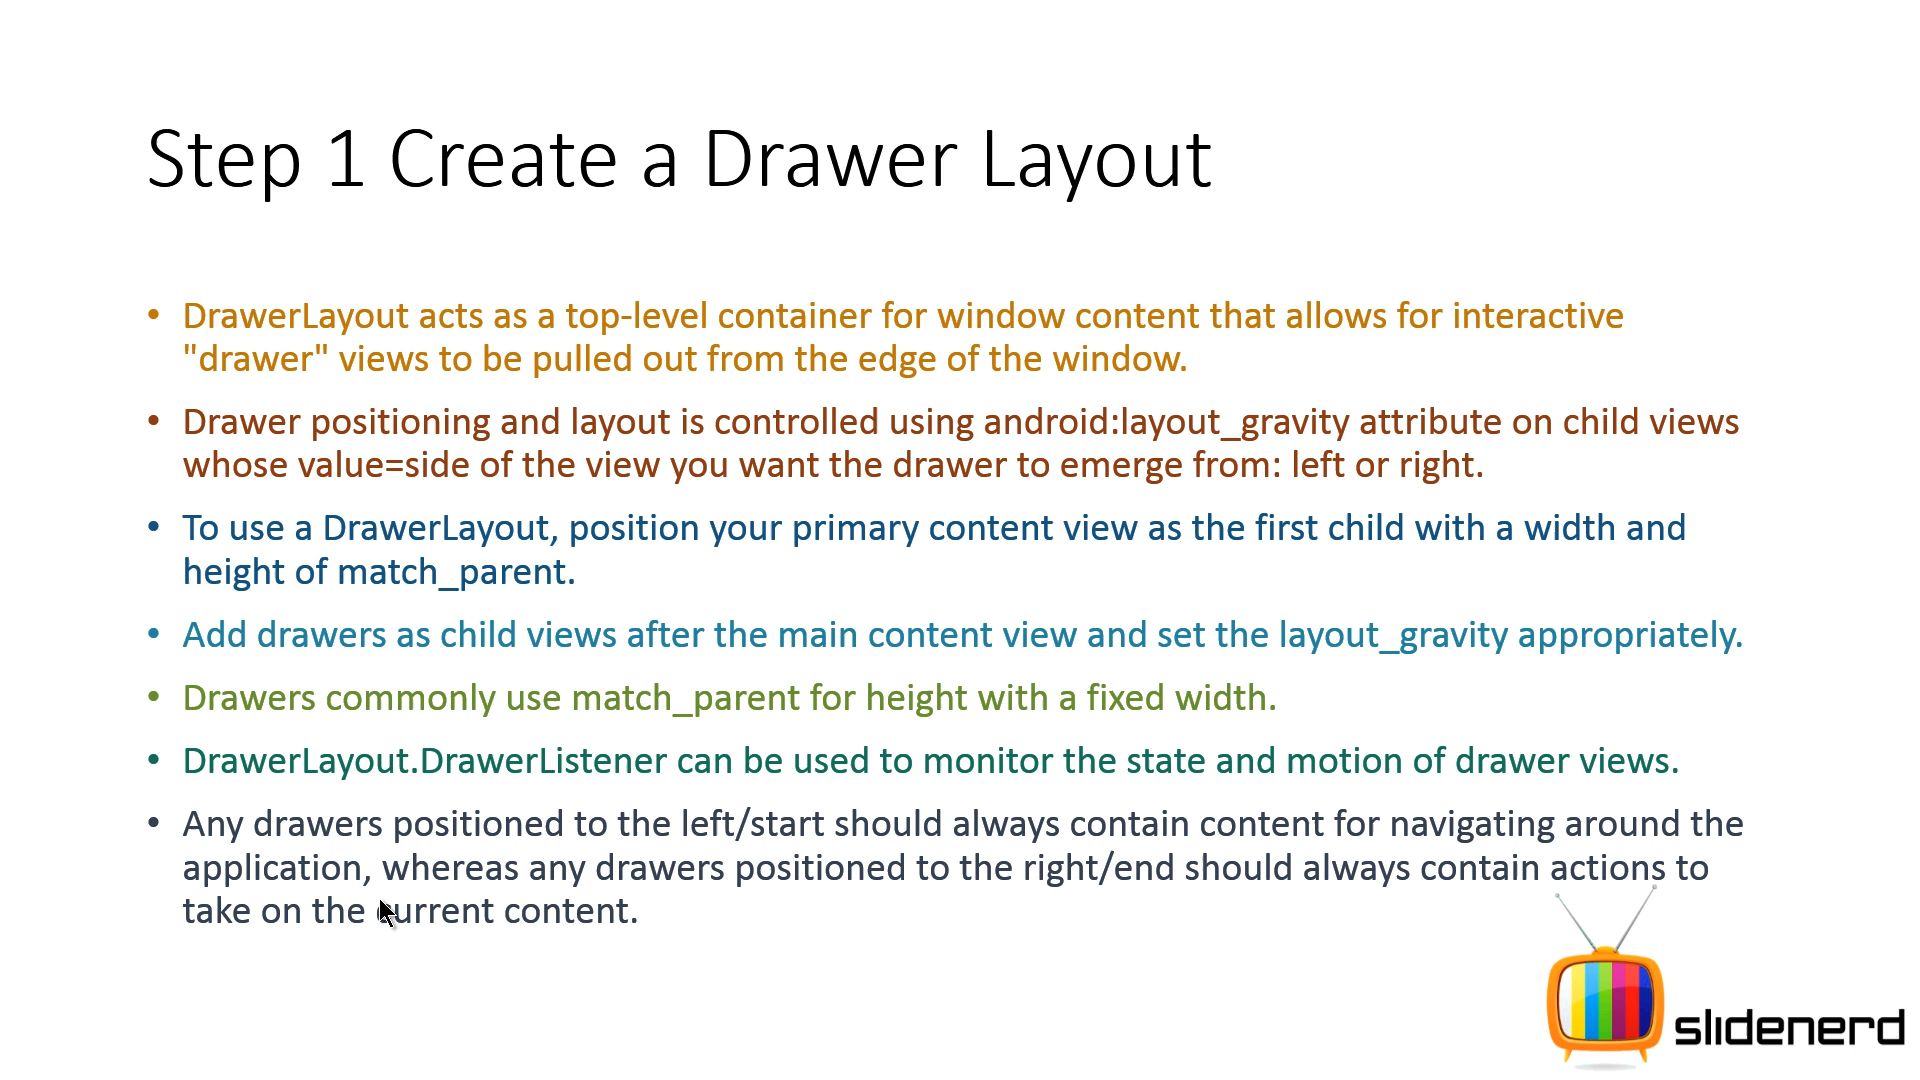 Step 1 Create a Drawer Layout
• DrawerLayout acts as a top-level container for window content that allows for interactive
"drawer" views to be pulled out from the edge of the window.
• Drawer positioning and layout is controlled using android:layout_gravity attribute on child views
whose value=side of the view you want the drawer to emerge from: left or right.
• To use a DrawerLayout, position your primary content view as the first child with a width and
height of match_parent.
• Add drawers as child views after the main content view and set the layout_gravity appropriately.
• Drawers commonly use match_parent for height with a fixed width.
• DrawerLayout.DrawerListener can be used to monitor the state and motion of drawer views.
• Any drawers positioned to the left/start should always contain content for navigating around the
application, whereas any drawers positioned to the right/end should always contain actions to
take on the current content.
slidenerd